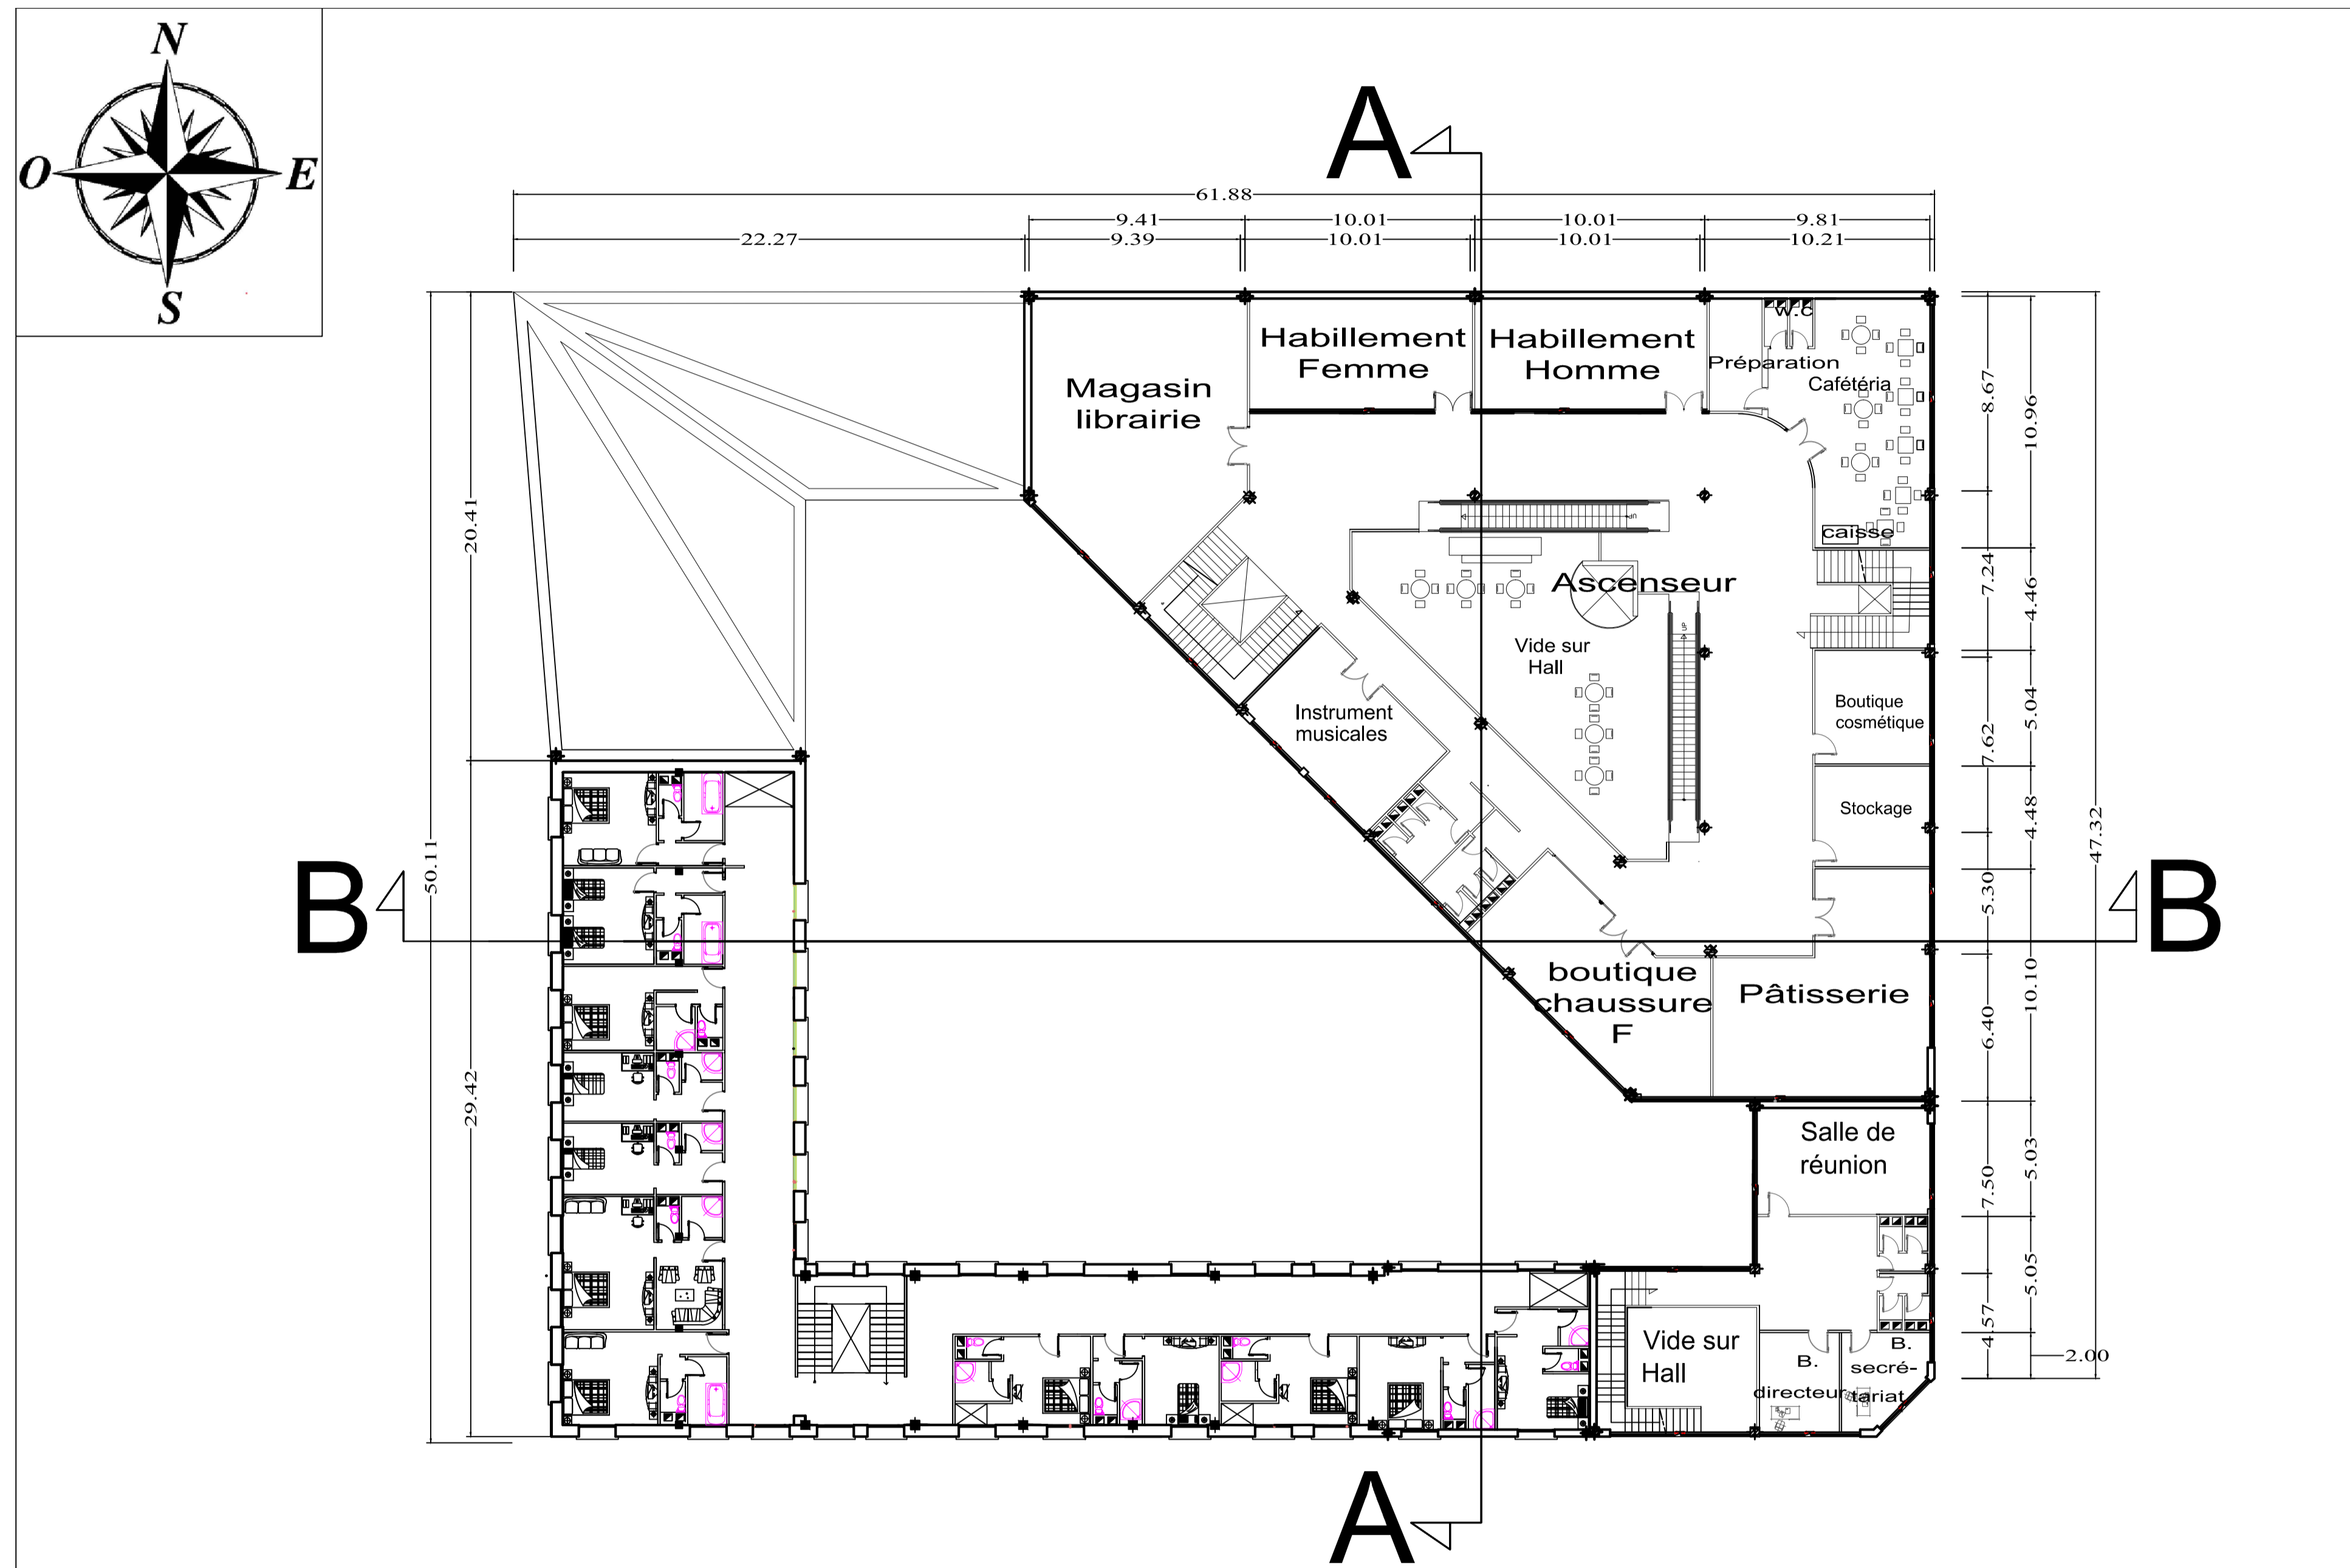 N
O
E
S
A
61.88
9.41
10.01
10.01
9.81
22.27
9.39
10.01
10.01
10.21
w.c
Habillement
Femme
Habillement
Homme
Préparation
Cafétéria
Magasin
librairie
8.67
10.96
20.41
UP
caisse
Ascenseur
7.24
4.46
UP
Vide sur
Hall
Instrument
musicales
Boutique
cosmétique
7.62
5.04
Stockage
4.48
47.32
50.11
B
B
5.30
boutique
chaussure
F
Pâtisserie
10.10
6.40
29.42
Salle de
réunion
5.03
7.50
5.05
4.57
Vide sur
Hall
B.
directeur
B.
secré-
tariat
2.00
A